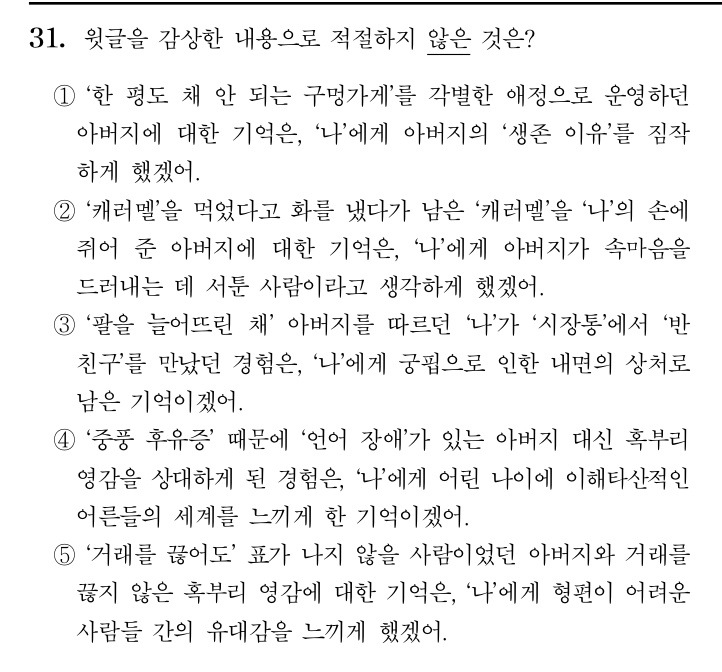 31. 윗글을 감상한 내용으로 적절하지 않은 것은?
① ‘한 평도 채 안 되는 구멍가게’를 각별한 애정으로 운영하던
아버지에 대한 기억은, ‘나’에게 아버지의 ‘생존 이유’를 짐작
하게 했겠어.
② ‘캐러멜’을 먹었다고 화를 냈다가 남은 ‘캐러멜’을 ‘나’의 손에
쥐어 준 아버지에 대한 기억은, ‘나’에게 아버지가 속마음을
드러내는 데 서툰 사람이라고 생각하게 했겠어.
③ ‘팔을 늘어뜨린 채’ 아버지를 따르던 ‘나’가 ‘시장통’에서 ‘반
친구’를 만났던 경험은, ‘나’에게 궁핍으로 인한 내면의 상처로
남은 기억이겠어.
④ ‘중풍 후유증’ 때문에 ‘언어 장애’가 있는 아버지 대신 혹부리
영감을 상대하게 된 경험은, ‘나’에게 어린 나이에 이해타산적인
어른들의 세계를 느끼게 한 기억이겠어.
⑤ ‘거래를 끊어도’ 표가 나지 않을 사람이었던 아버지와 거래를
끊지 않은 혹부리 영감에 대한 기억은, ‘나’에게 형편이 어려운
사람들 간의 유대감을 느끼게 했겠어.